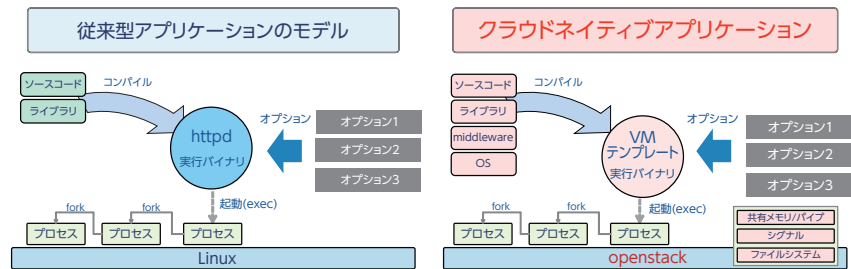 従来型アプリケーションのモデル
ソースコード
ライブラリ
コンパイル
httpd
実行バイナリ
オプション
オプション1
オプション2
オプション3
起動(exec)
fork
fork
プロセス
プロセス
プロセス
Linux
クラウドネイティブアプリケーション
ソースコード
ライブラリ
middleware
OS
コンパイル
VM
テンプレート
実行バイナリ
オプション
オプション1
オプション2
オプション3
起動(exec)
fork
fork
プロセス
プロセス
プロセス
共有メモリ/パイプ
シグナル
ファイルシステム
openstack